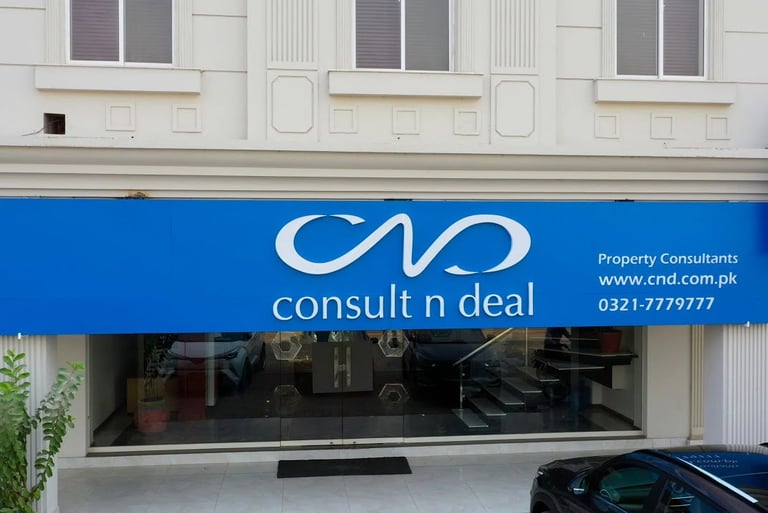 CND
consult n deal
Property Consultants
www.cnd.com.pk
0321-7779777